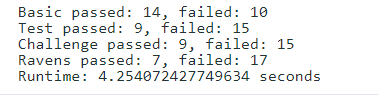 Basic passed: 14, failed: 10
Test passed: 9, failed: 15
Challenge passed: 9, failed: 15
Ravens passed: 7, failed: 17
Runtime: 4.254072427749634 seconds